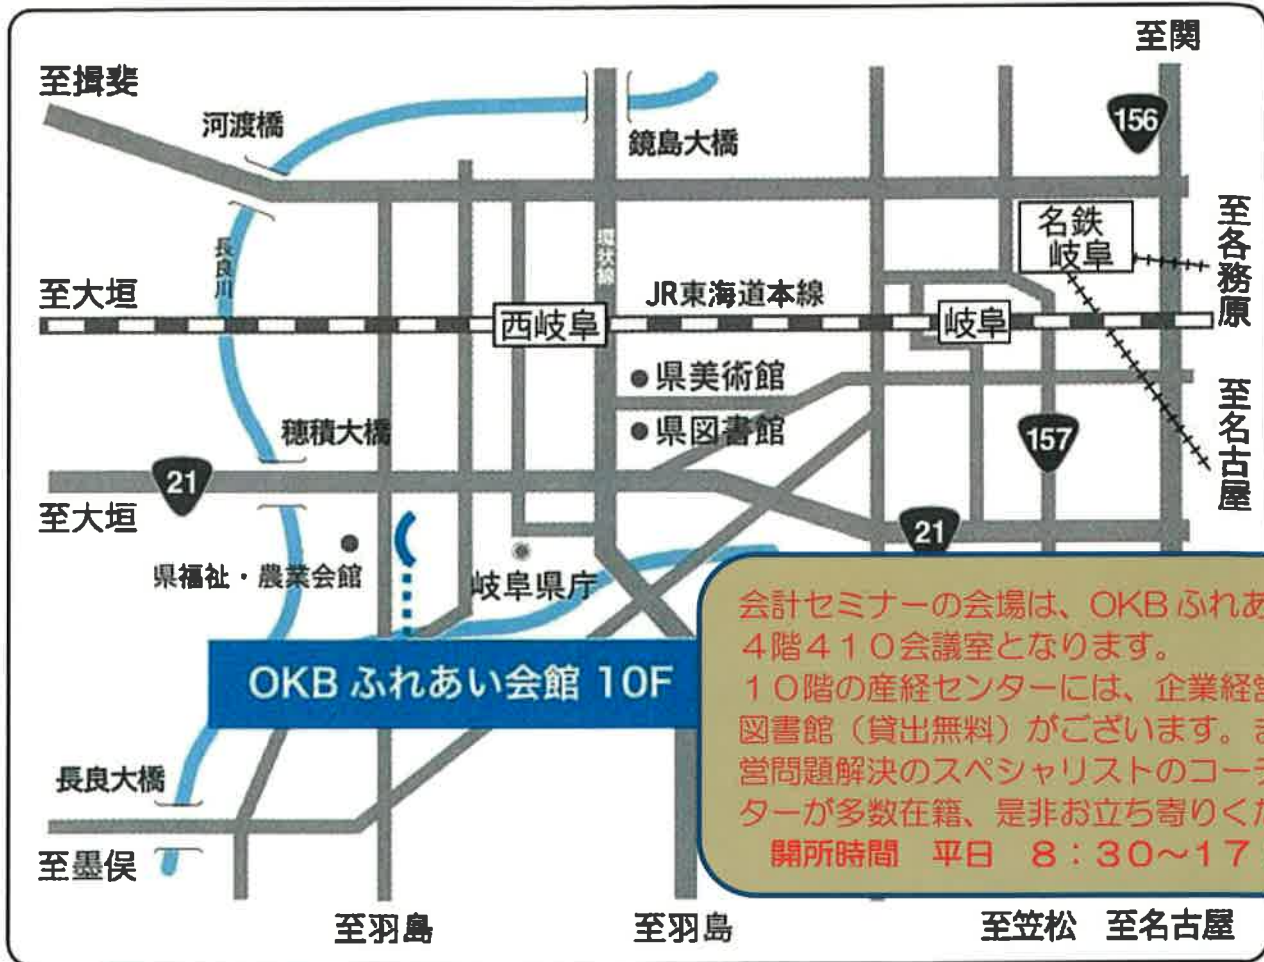 至関
至揖斐
156
河渡橋
鏡島大橋
至各務原
名鉄
岐阜
長良川
環状線
至大垣
JR東海道本線
西岐阜
岐阜
県美術館
至名古屋
県図書館
穂積大橋
157
21
至大垣
21
県福祉・農業会館
岐阜県庁
会計セミナーの会場は、OKBふれあ
4階410会議室となります。
OKB ふれあい会館 10F
10階の産経センターには、企業経営
図書館（貸出無料）がございます。
営問題解決のスペシャリストのコーデ
長良大橋
ターが多数在籍、是非お立ち寄りくだ
開所時間 平日 8：30～17
至墨俣
至羽島
至羽島
至笠松
至名古屋